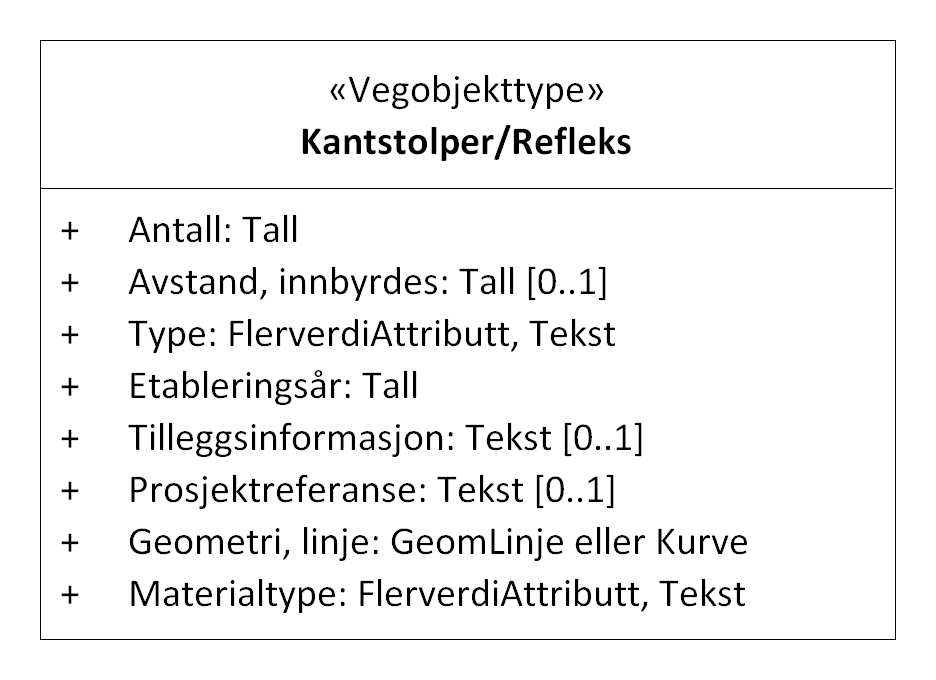 «Vegobjekttype»
Kantstolper/Refleks
+ Antall: Tall
+ Avstand, innbyrdes: Tall [0..1]
+ Type: FlerverdiAttributt, Tekst
+ Etableringsår: Tall
+ Tilleggsinformasjon: Tekst [0..1]
+ Prosjektreferanse: Tekst [0..1]
+ Geometri, linje: GeomLinje eller Kurve
+ Materialtype: FlerverdiAttributt, Tekst